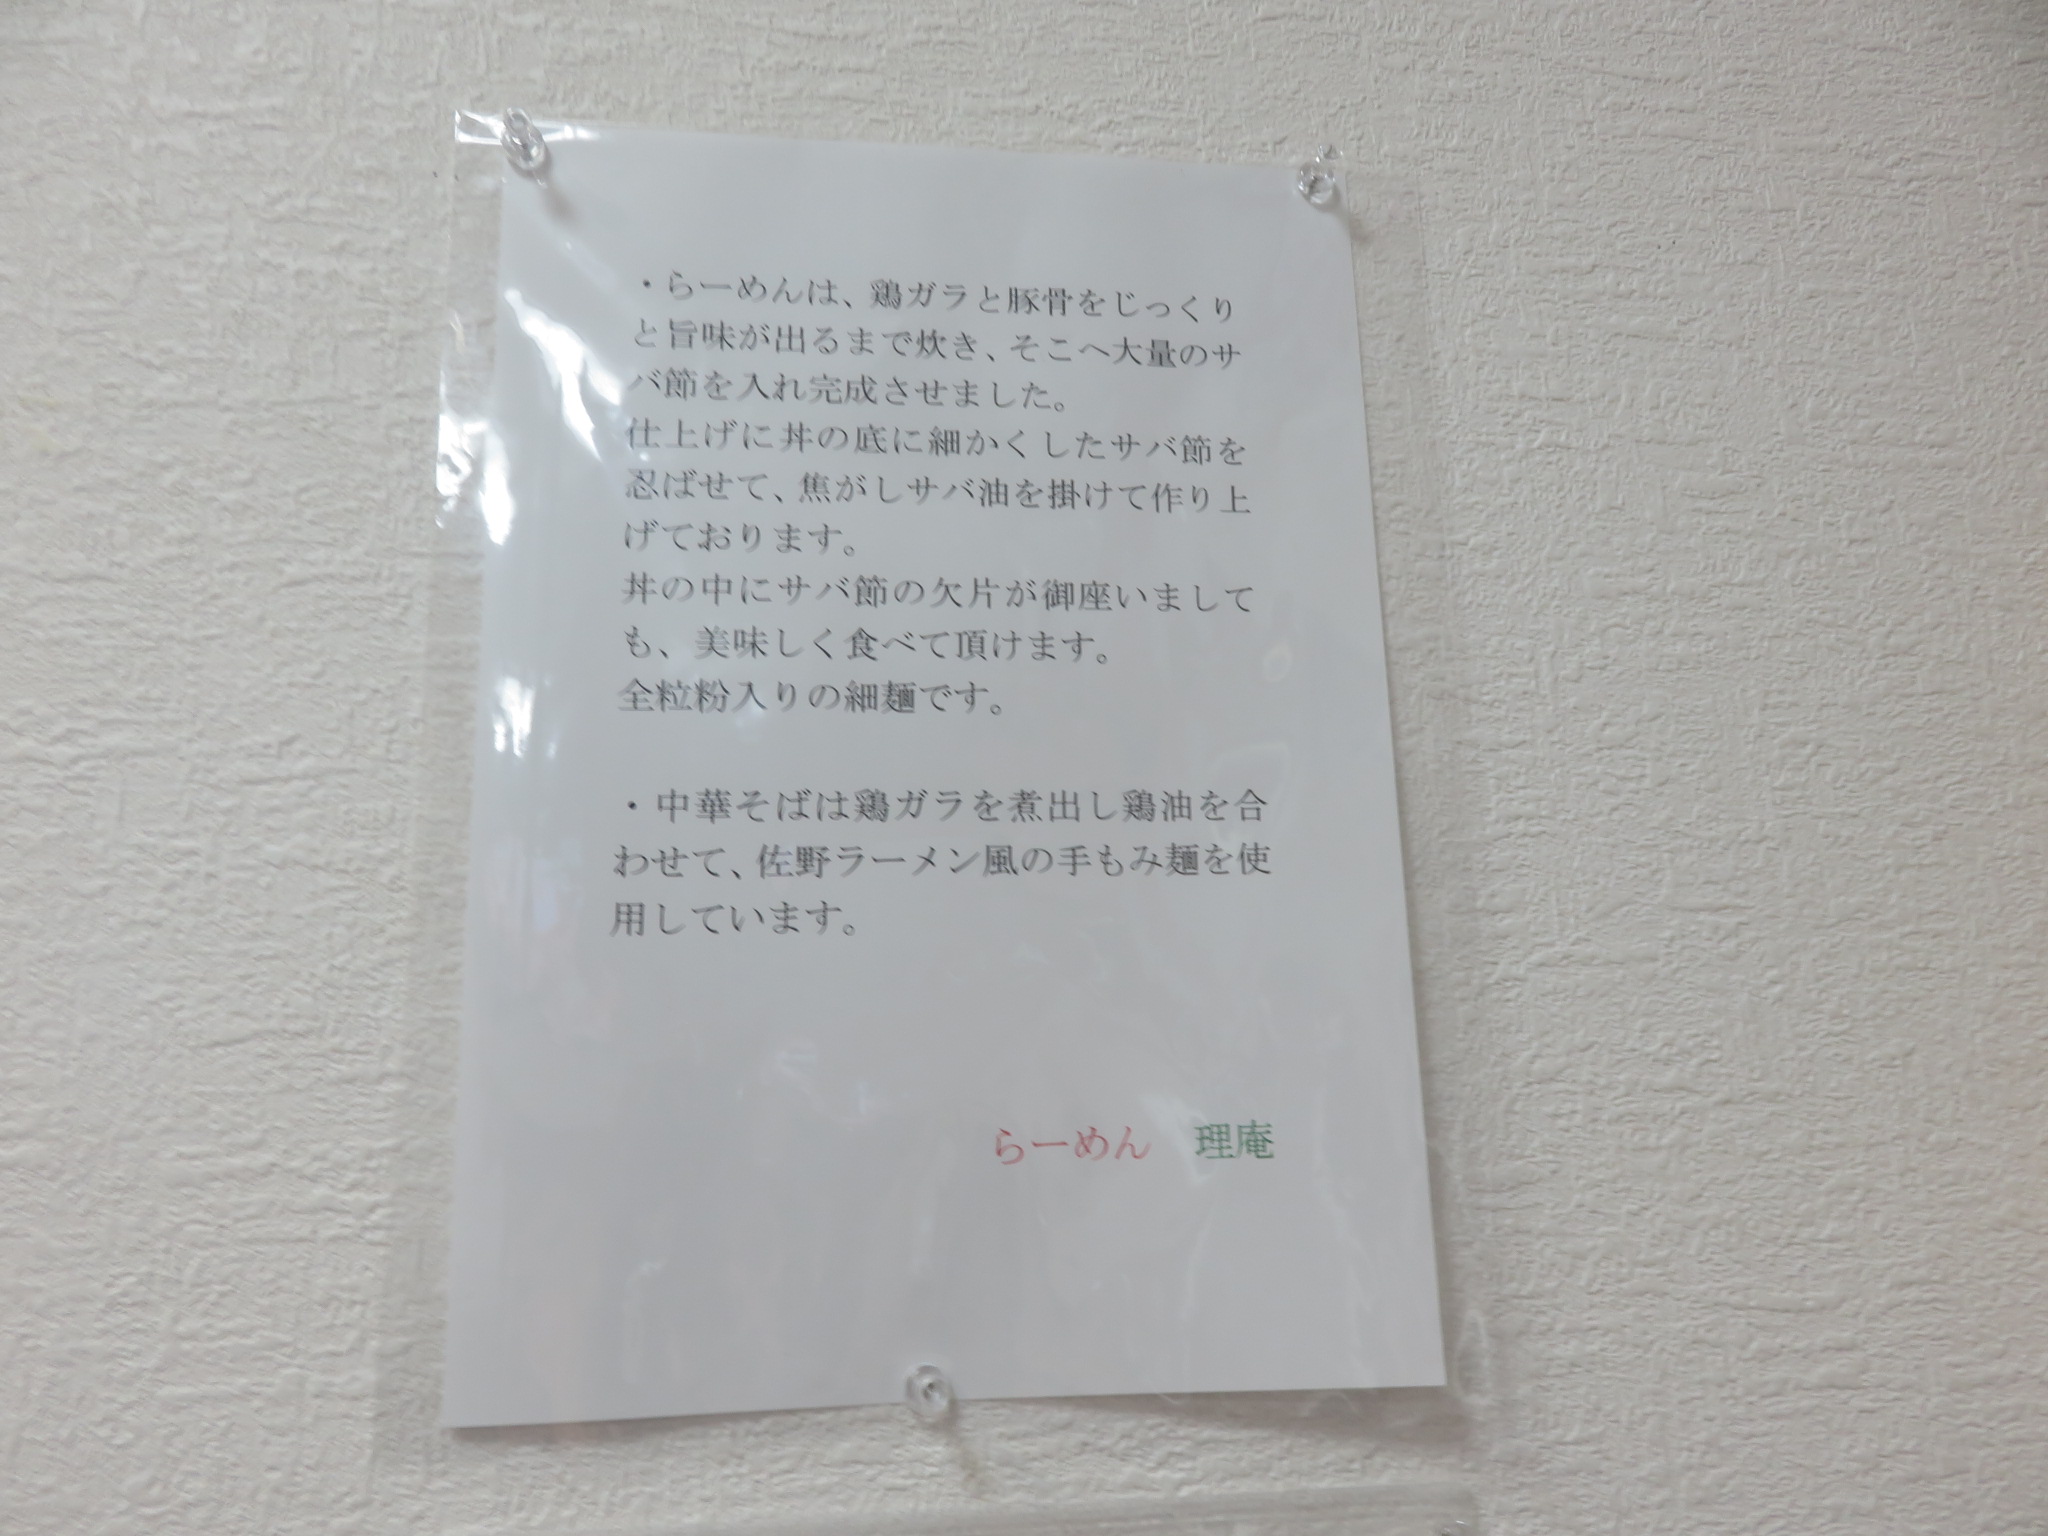 ・らーめんは、鶏ガラと豚骨をじっくり
と旨味が出るまで炊き、そこへ大量のサ
バ節を入れ完成させました。
仕上げに丼の底に細かくしたサバ節を
忍ばせて、焦がしサバ油を掛けて作り上
げております。
丼の中にサバ節の欠片が御座いまして
も、美味しく食べて頂けます。
全粒粉入りの細麺です。
・中華そばは鶏ガラを煮出し鶏油を合
わせて、佐野ラーメン風の手もみ麺を使
用しています。
らーめん　理庵